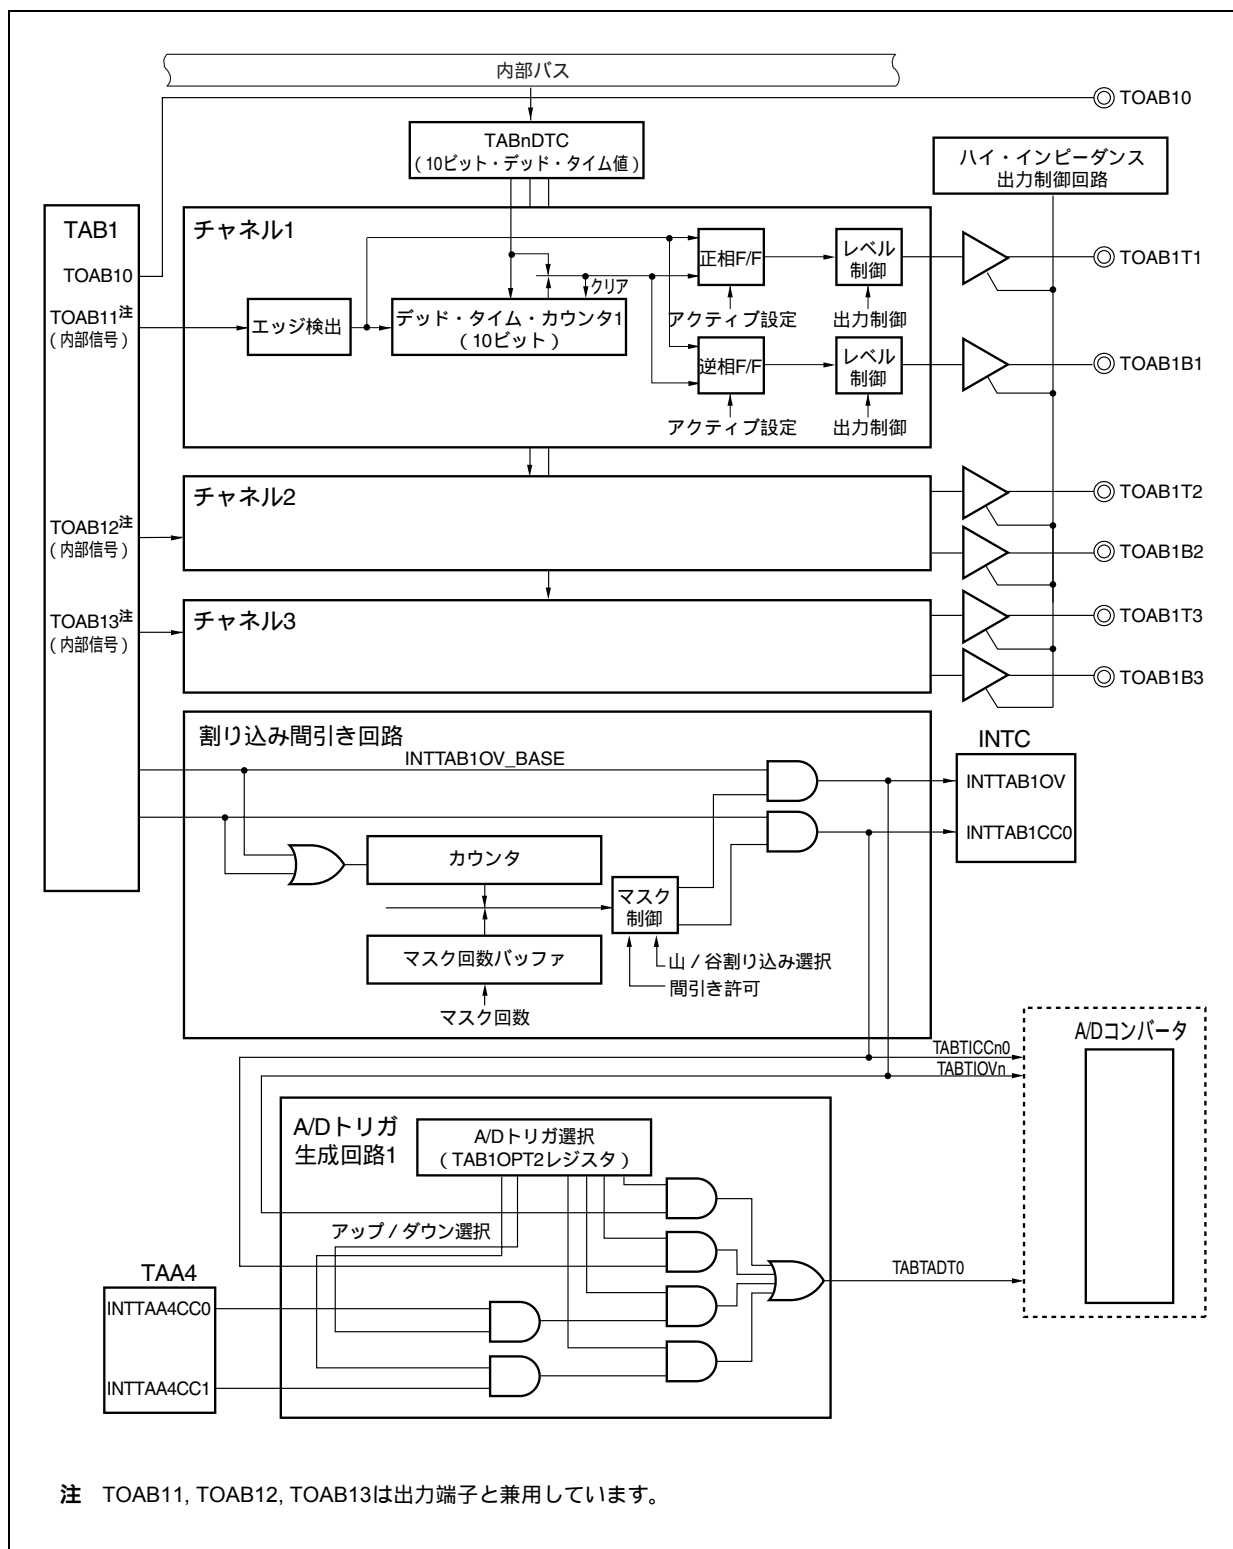 内部バス
TOAB10
TABnDTC
(10ビット・デッド・タイム値)
ハイ・インピーダンス
出力制御回路
TAB1
TOAB10
TOAB11注
(内部信号)
TOAB12注
(内部信号)
TOAB13注
(内部信号)
チャネル1
エッジ検出
デッド・タイム・カウンタ1
(10ビット)
クリア
正相F/F
アクティブ設定
レベル
制御
出力制御
逆相F/F
アクティブ設定
レベル
制御
出力制御
TOAB1T1
TOAB1B1
チャネル2
TOAB1T2
TOAB1B2
チャネル3
TOAB1T3
TOAB1B3
割り込み間引き回路
INTTAB1OV_BASE
カウンタ
マスク回数バッファ
マスク回数
マスク
制御
山/谷割り込み選択
間引き許可
INTC
INTTAB1OV
INTTAB1CC0
TABTICCn0
TABTIOVn
A/Dコンバータ
A/Dトリガ
生成回路1
A/Dトリガ選択
(TAB1OPT2レジスタ)
アップ/ダウン選択
TAA4
INTTAA4CC0
INTTAA4CC1
TABTADT0
注 TOAB11, TOAB12, TOAB13は出力端子と兼用しています。